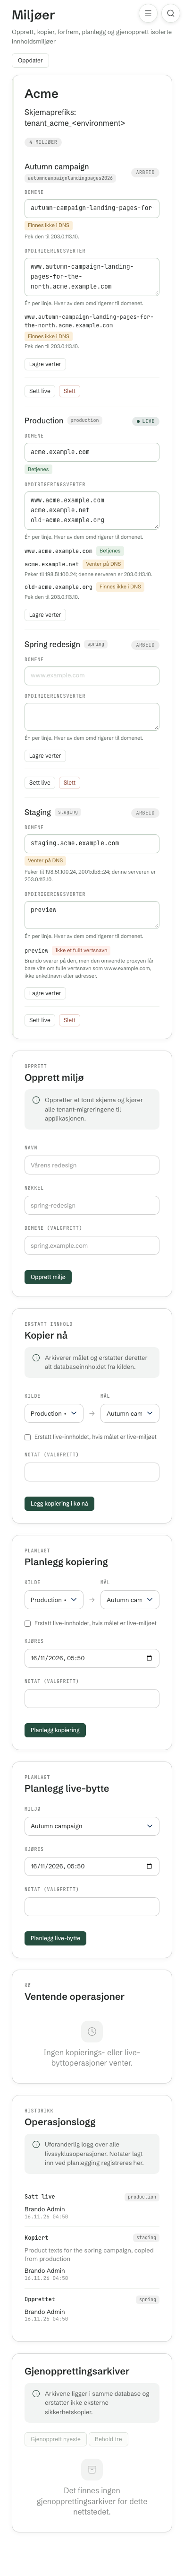 Miljøer
Opprett, kopier, forfrem, planlegg og gjenopprett isolerte
innholdsmiljøer
Oppdater
Acme
Skjemaprefiks:
tenant_acme_<environment>
4 MILJØER
Autumn campaign
ARBEID
autumncampaignlandingpages2026
DOMENE
autumn-campaign-landing-pages-for
Finnes ikke i DNS
Pek den til 203.0.113.10.
OMDIRIGERINGSVERTER
www.autumn-campaign-landing-
pages-for-the-
north.acme.example.com
Én per linje. Hver av dem omdirigerer til domenet.
www.autumn-campaign-landing-pages-for-
the-north.acme.example.com
Finnes ikke i DNS
Pek den til 203.0.113.10.
Lagre verter
Sett live
Slett
Production
production
LIVE
DOMENE
acme.example.com
Betjenes
OMDIRIGERINGSVERTER
www.acme.example.com
acme.example.net
old-acme.example.org
Én per linje. Hver av dem omdirigerer til domenet.
www.acme.example.com Betjenes
acme.example.net Venter på DNS
Peker til 198.51.100.24; denne serveren er 203.0.113.10.
old-acme.example.org Finnes ikke i DNS
Pek den til 203.0.113.10.
Lagre verter
Spring redesign
spring
ARBEID
DOMENE
www.example.com
OMDIRIGERINGSVERTER
Én per linje. Hver av dem omdirigerer til domenet.
Lagre verter
Sett live
Slett
Staging
staging
ARBEID
DOMENE
staging.acme.example.com
Venter på DNS
Peker til 198.51.100.24, 2001:db8::24; denne serveren er
203.0.113.10.
OMDIRIGERINGSVERTER
preview
Én per linje. Hver av dem omdirigerer til domenet.
preview Ikke et fullt vertsnavn
Brando svarer på den, men den omvendte proxyen får
bare vite om fulle vertsnavn som www.example.com,
ikke enkeltnavn eller adresser.
Lagre verter
Sett live
Slett
OPPRETT
Opprett miljø
Oppretter et tomt skjema og kjører
alle tenant-migreringene til
applikasjonen.
NAVN
Vårens redesign
NØKKEL
spring-redesign
DOMENE (VALGFRITT)
spring.example.com
Opprett miljø
ERSTATT INNHOLD
Kopier nå
Arkiverer målet og erstatter deretter
alt databaseinnholdet fra kilden.
KILDE
MÅL
Production •
Autumn cam
Erstatt live-innholdet, hvis målet er live-miljøet
NOTAT (VALGFRITT)
Legg kopiering i kø nå
PLANLAGT
Planlegg kopiering
KILDE
MÅL
Production •
Autumn cam
Erstatt live-innholdet, hvis målet er live-miljøet
KJØRES
16/11/2026, 05:50
NOTAT (VALGFRITT)
Planlegg kopiering
PLANLAGT
Planlegg live-bytte
MILJØ
Autumn campaign
KJØRES
16/11/2026, 05:50
NOTAT (VALGFRITT)
Planlegg live-bytte
KØ
Ventende operasjoner
Ingen kopierings- eller live-
bytteoperasjoner venter.
HISTORIKK
Operasjonslogg
Uforanderlig logg over alle
livssyklusoperasjoner. Notater lagt
inn ved planlegging registreres her.
Satt live
production
Brando Admin
16.11.26 04:50
Kopiert
staging
Product texts for the spring campaign, copied
from production
Brando Admin
16.11.26 04:50
Opprettet
spring
Brando Admin
16.11.26 04:50
Gjenopprettingsarkiver
Arkivene ligger i samme database og
erstatter ikke eksterne
sikkerhetskopier.
Gjenopprett nyeste
Behold tre
Det finnes ingen
gjenopprettingsarkiver for dette
nettstedet.